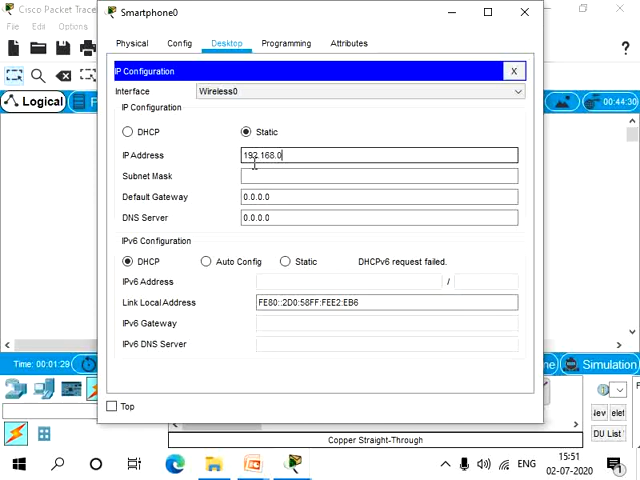 Cisco Packet Trace
Smartphone0
File Edit Options
Physical Config Desktop Programming Attributes
?
IP Configuration X
Interface Wireless0
Logical
00:44:30
IP Configuration
DHCP Static
IP Address 192.168.0
Subnet Mask
Default Gateway 0.0.0.0
DNS Server 0.0.0.0
IPv6 Configuration
DHCP Auto Config Static DHCPv6 request failed.
IPv6 Address /
Link Local Address FE80::2D0:58FF:FEE2:EB6
IPv6 Gateway
IPv6 DNS Server
Time: 00:01:29
me Simulation
Top
lev elet
DU List
Copper Straight-Through
ENG
15:51
02-07-2020
1